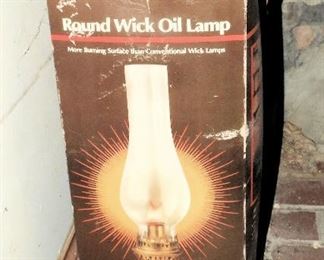 Round Wick Oil Lamp
More Burning Surface than Conventional Wick Lamps